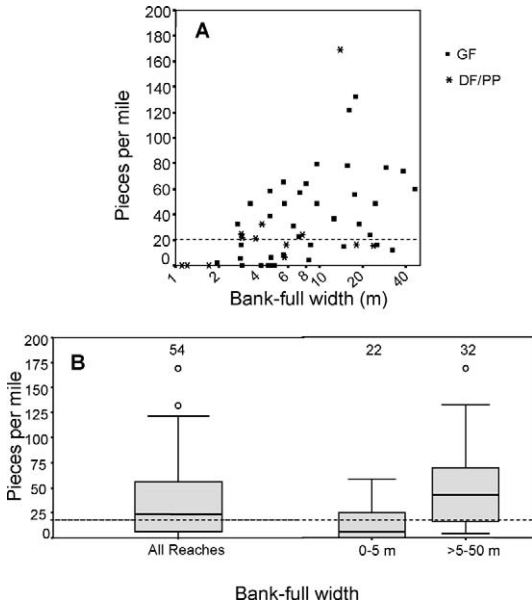 200
180
160
140
120
100
80
60
40
20
0
Pieces per mile
A
GF
DF/PP
1 2 4 6 8 10 20 40
Bank-full width (m)
200
175
150
125
100
75
50
25
0
Pieces per mile
B
54 22 32
All Reaches 0-5 m >5-50 m
Bank-full width